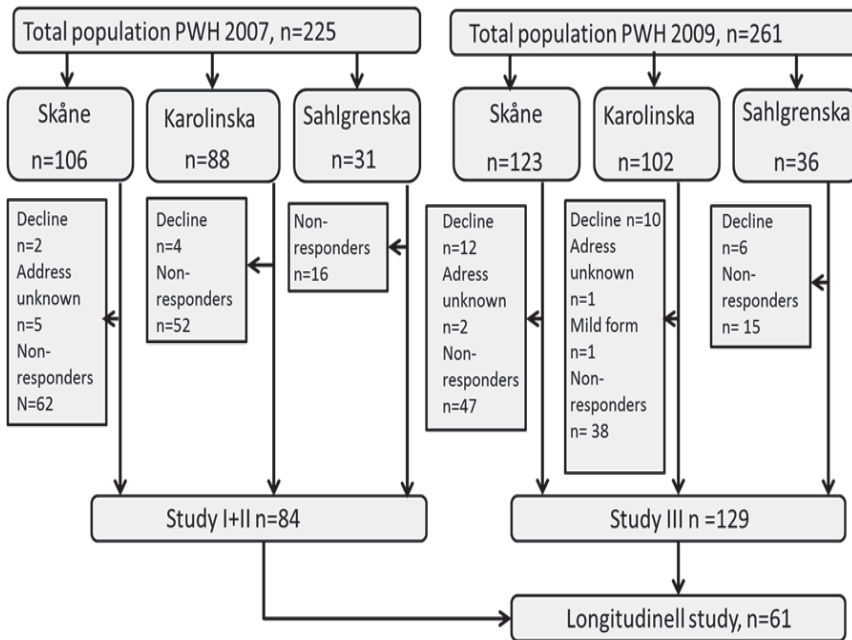 Total population PWH 2007, n=225
Skåne
n=106
Karolinska
n=88
Sahlgrenska
n=31
Decline
n=2
Address
unknown
n=5
Non-
responders
N=62
Decline
n=4
Non-
responders
n=52
Non-
responders
n=16
Study I+II n=84
Total population PWH 2009, n=261
Skåne
n=123
Karolinska
n=102
Sahlgrenska
n=36
Decline
n=12
Adress
unknown
n=2
Non-
responders
n=47
Decline n=10
Adress
unknown
n=1
Mild form
n=1
Non-
responders
n= 38
Decline
n=6
Non-
responders
n= 15
Study III n =129
Longitudinell study, n=61